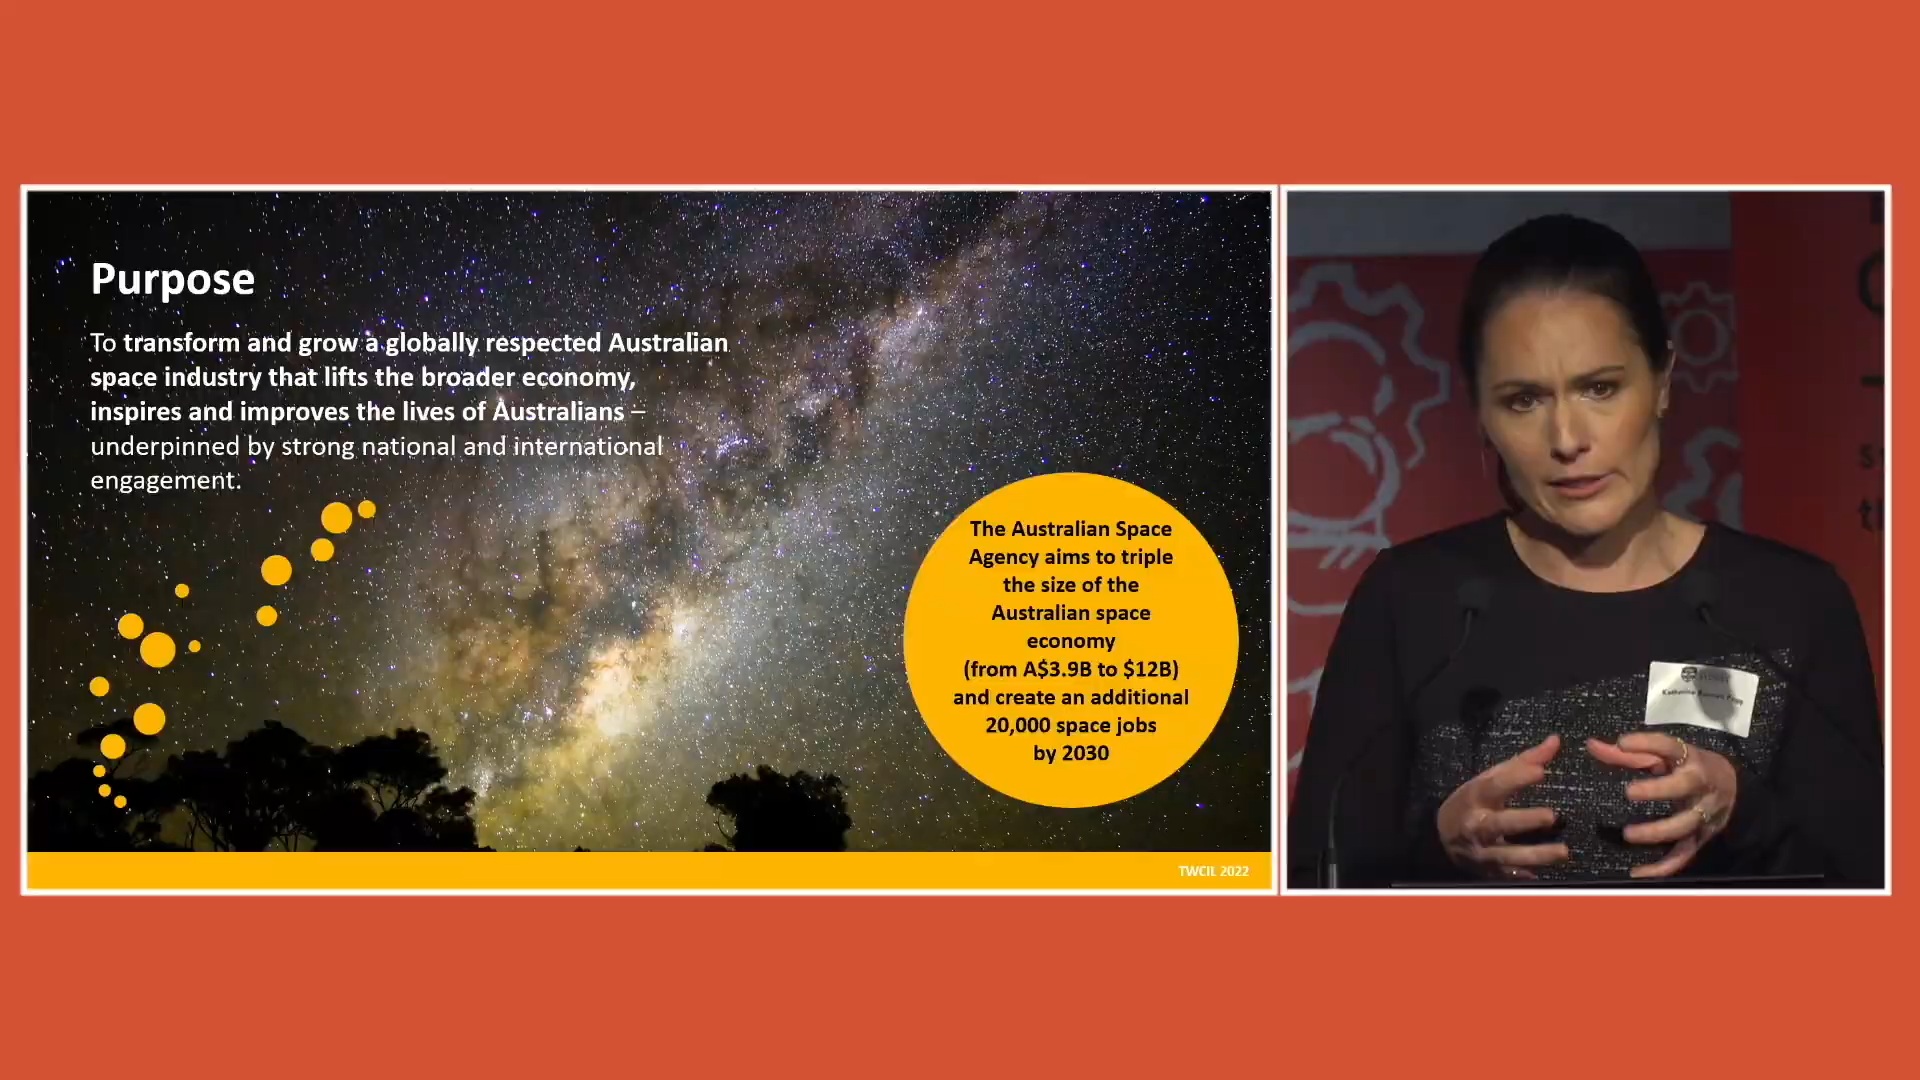 Purpose
To transform and grow a globally respected Australian
space industry that lifts the broader economy,
inspires and improves the lives of Australians –
underpinned by strong national and international
engagement.
The Australian Space
Agency aims to triple
the size of the
Australian space
economy
(from A$3.9B to $12B)
and create an additional
20,000 space jobs
by 2030
TWCIL 2022
Katherine Bennell Pegg